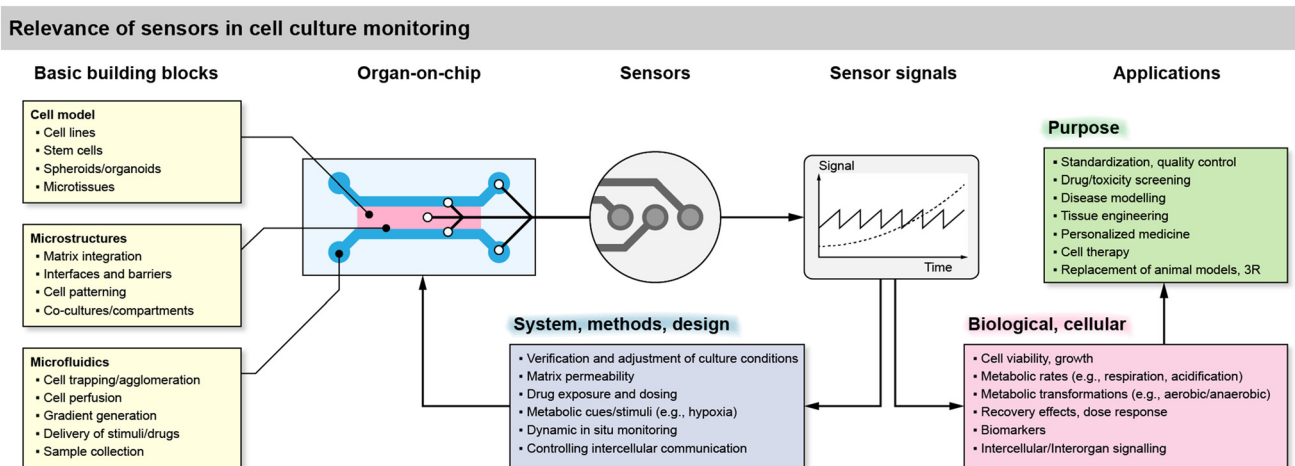 Relevance of sensors in cell culture monitoring
Basic building blocks
Organ-on-chip
Sensors
Sensor signals
Applications
Cell model
▪ Cell lines
▪ Stem cells
▪ Spheroids/organoids
▪ Microtissues
Microstructures
▪ Matrix integration
▪ Interfaces and barriers
▪ Cell patterning
▪ Co-cultures/compartments
Microfluidics
▪ Cell trapping/agglomeration
▪ Cell perfusion
▪ Gradient generation
▪ Delivery of stimuli/drugs
▪ Sample collection
Signal
Time
System, methods, design
▪ Verification and adjustment of culture conditions
▪ Matrix permeability
▪ Drug exposure and dosing
▪ Metabolic cues/stimuli (e.g., hypoxia)
▪ Dynamic in situ monitoring
▪ Controlling intercellular communication
Purpose
▪ Standardization, quality control
▪ Drug/toxicity screening
▪ Disease modelling
▪ Tissue engineering
▪ Personalized medicine
▪ Cell therapy
▪ Replacement of animal models, 3R
Biological, cellular
▪ Cell viability, growth
▪ Metabolic rates (e.g., respiration, acidification)
▪ Metabolic transformations (e.g., aerobic/anaerobic)
▪ Recovery effects, dose response
▪ Biomarkers
▪ Intercellular/Interorgan signalling